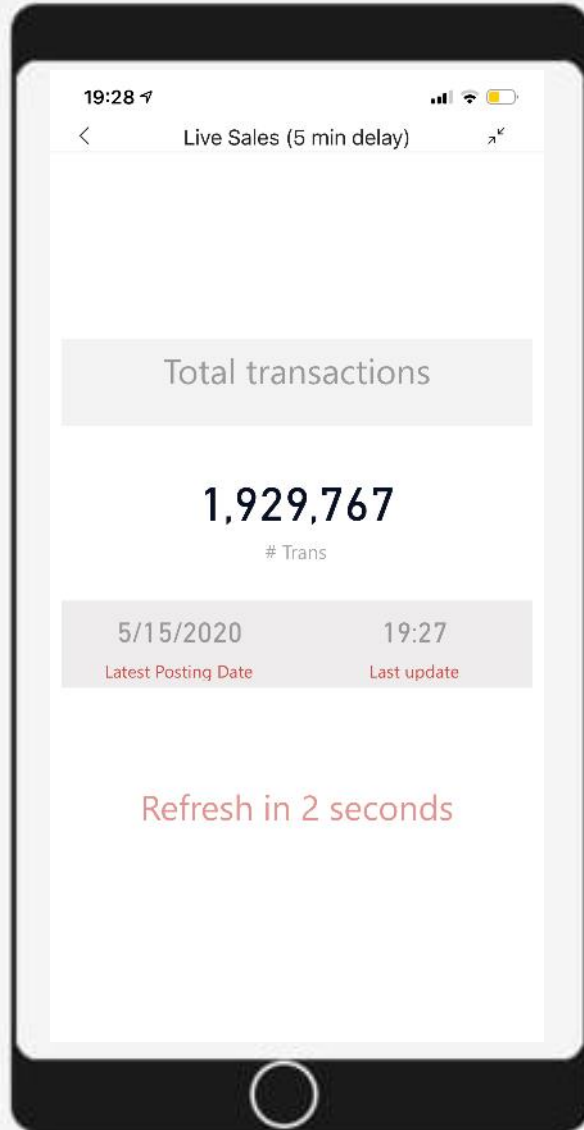 19:28
Live Sales (5 min delay)
Total transactions
1,929,767
# Trans
5/15/2020 19:27
Latest Posting Date Last update
Refresh in 2 seconds